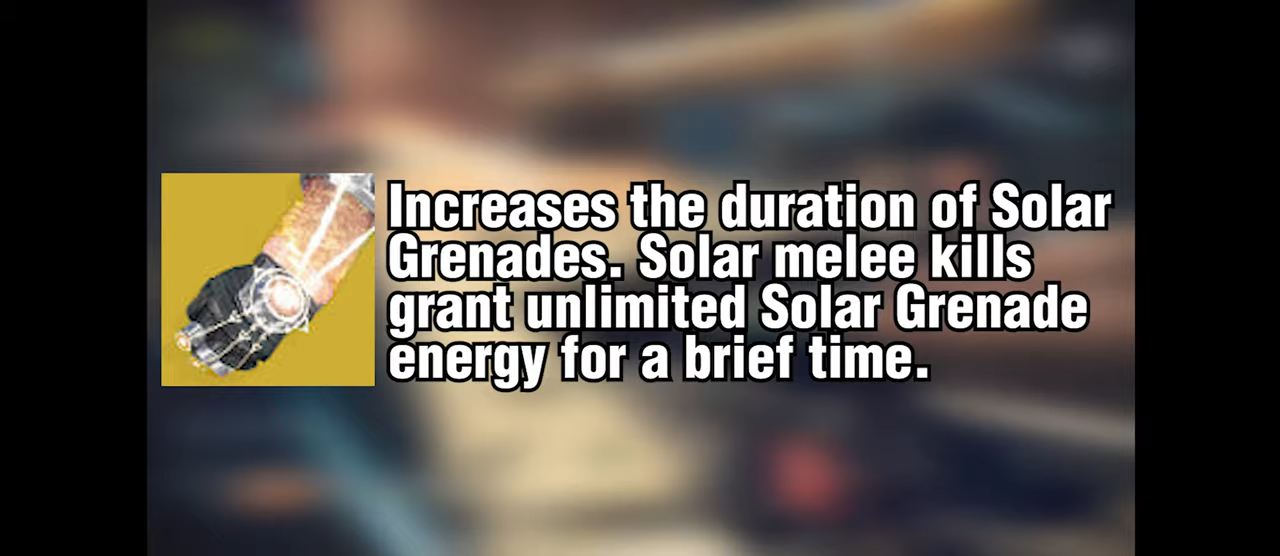 Increases the duration of Solar
Grenades. Solar melee kills
grant unlimited Solar Grenade
energy for a brief time.